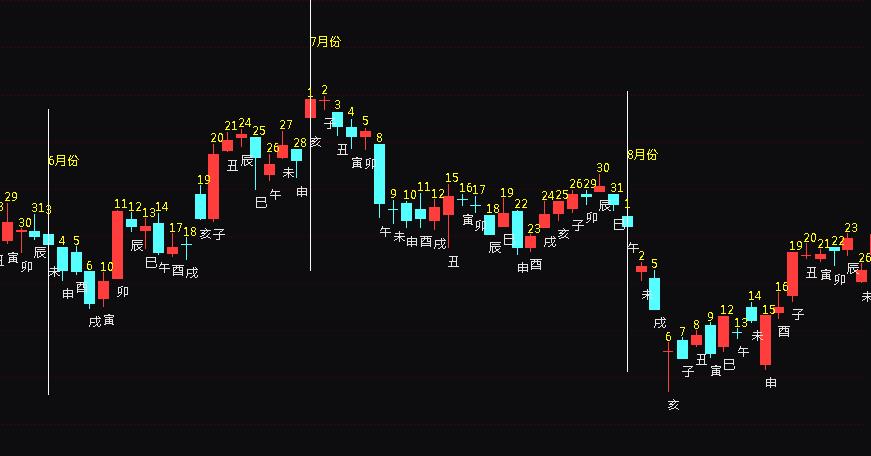 29
寅
30
卯
31
辰
6月份
3
未
4
申
5
酉
6
戌
10
寅
11
卯
12
辰
13
巳
14
午
17
酉
18
戌
19
亥
20
子
21
丑
24
辰
25
巳
26
午
27
未
28
申
7月份
1
亥
2
子
3
丑
4
寅
5
卯
8
午
9
未
10
申
11
酉
12
戌
15
丑
16
寅
17
卯
18
辰
19
巳
22
申
23
酉
24
戌
25
亥
26
子
29
卯
30
辰
31
巳
8月份
1
午
2
未
5
戌
6
亥
7
子
8
丑
9
寅
12
巳
13
午
14
未
15
申
16
酉
19
子
20
丑
21
寅
22
卯
23
辰
26
未